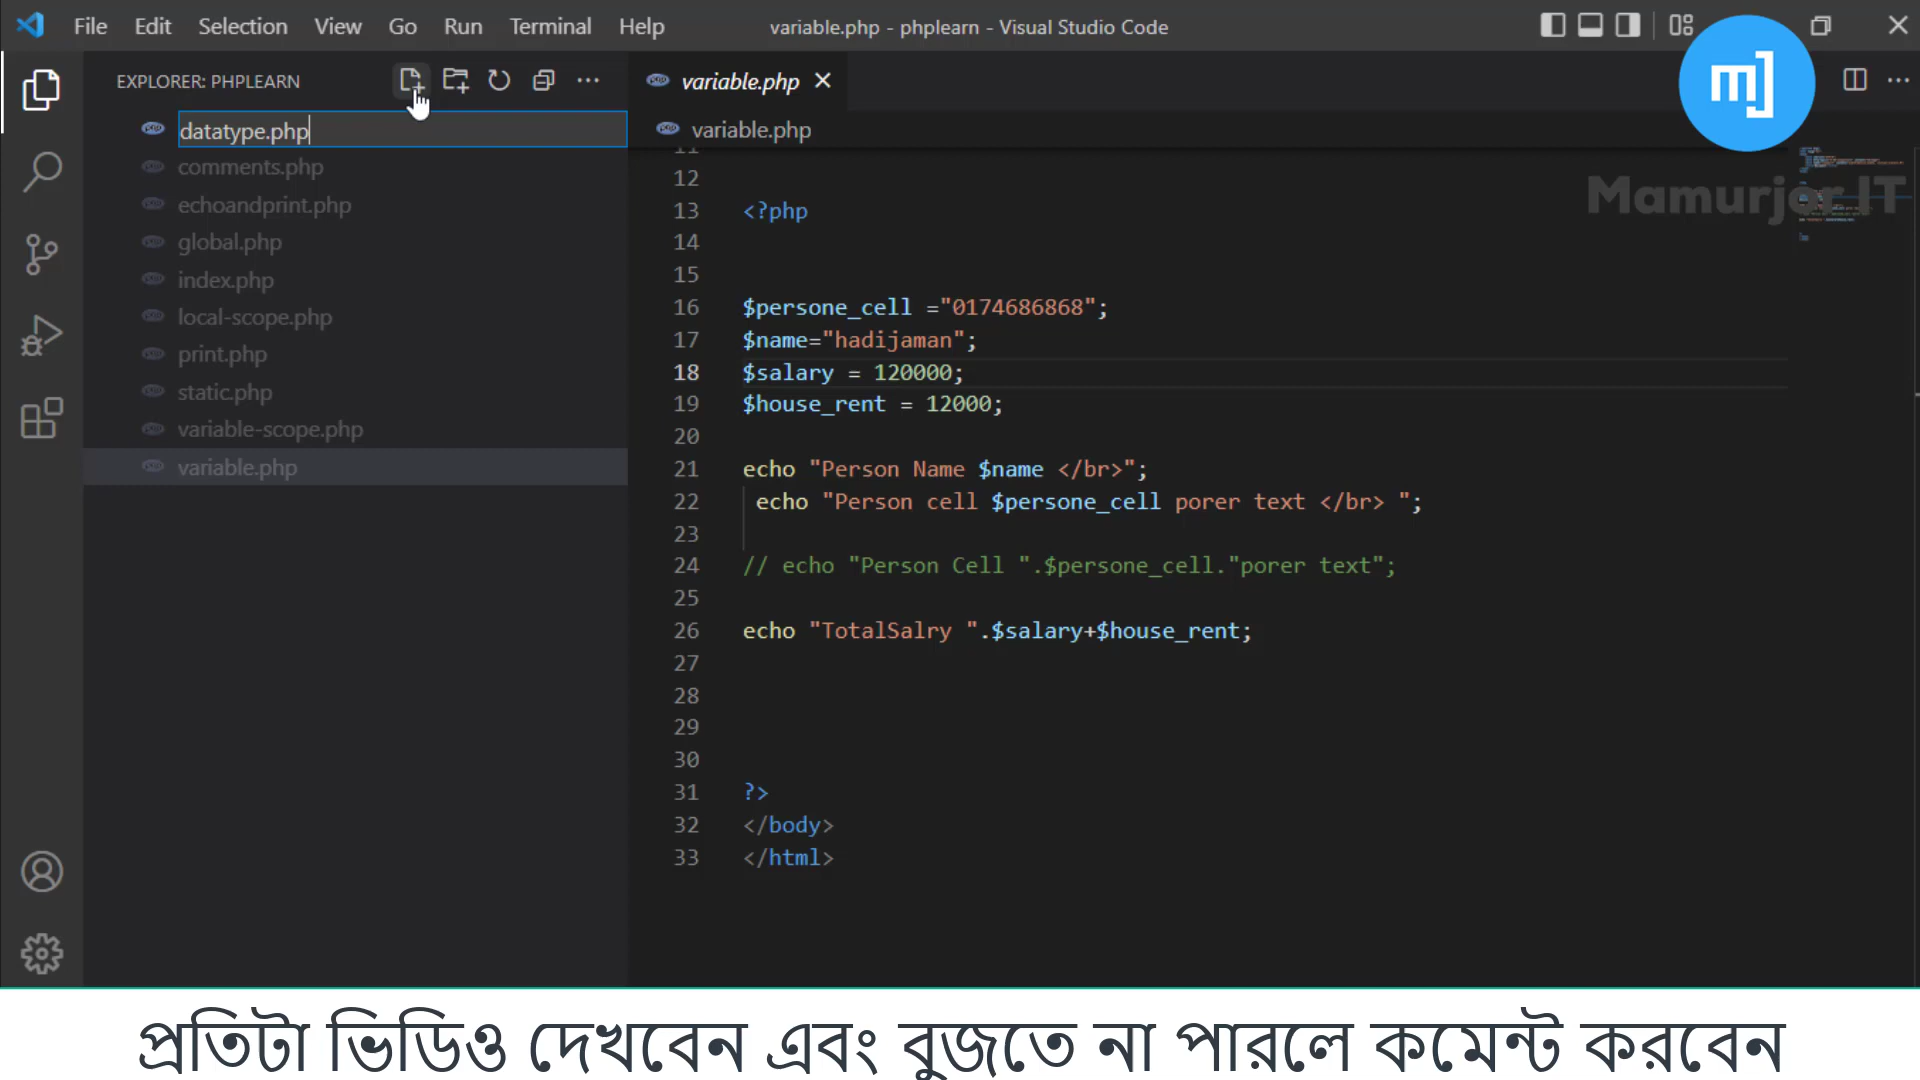 File Edit Selection View Go Run Terminal Help variable.php - phplearn - Visual Studio Code
EXPLORER: PHPLEARN
datatype.php
comments.php
echoandprint.php
global.php
index.php
local-scope.php
print.php
static.php
variable-scope.php
variable.php
variable.php
variable.php
mj
Mamurjor IT
11
12
13 <?php
14
15
16 $persone_cell ="0174686868";
17 $name="hadijaman";
18 $salary = 120000;
19 $house_rent = 12000;
20
21 echo "Person Name $name </br>";
22 echo "Person cell $persone_cell porer text </br> ";
23
24 // echo "Person Cell ".$persone_cell."porer text";
25
26 echo "TotalSalry ".$salary+$house_rent;
27
28
29
30
31 ?>
32 </body>
33 </html>
প্রতিটা ভিডিও দেখবেন এবং বুজতে না পারলে কমেন্ট করবেন